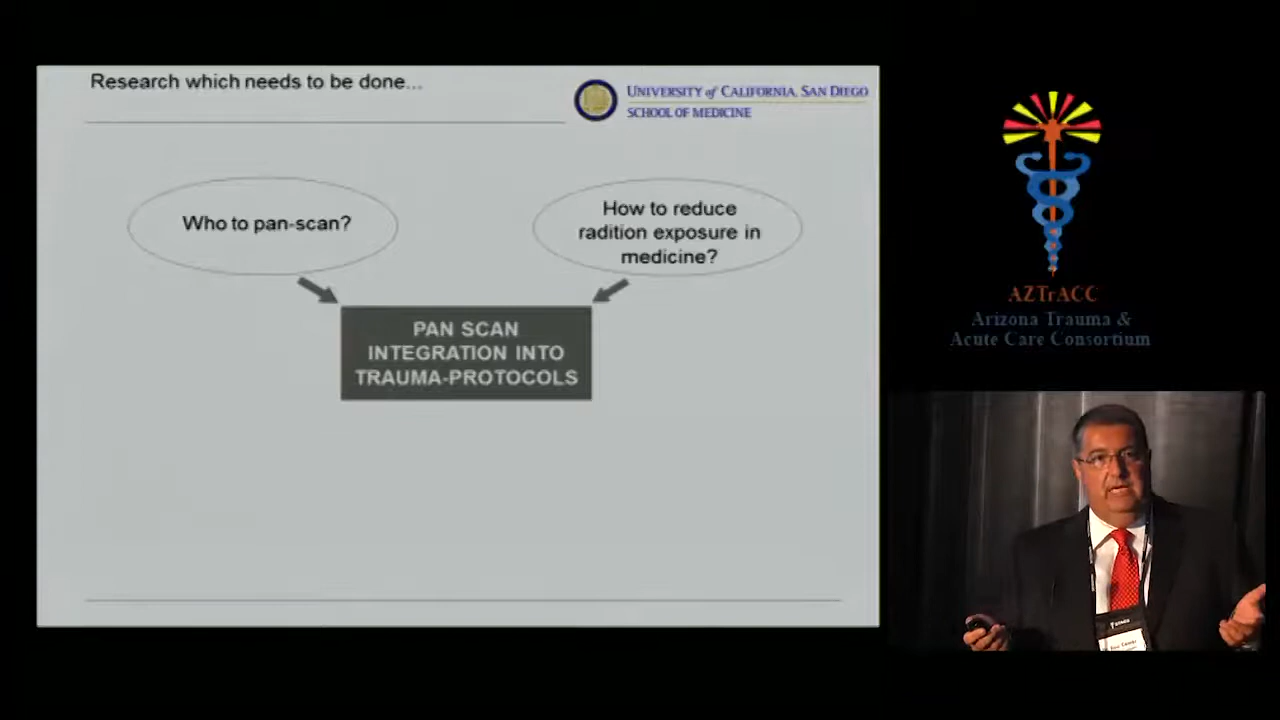 Research which needs to be done...
UNIVERSITY of CALIFORNIA, SAN DIEGO
SCHOOL OF MEDICINE
Who to pan-scan?
How to reduce
radition exposure in
medicine?
PAN SCAN
INTEGRATION INTO
TRAUMA-PROTOCOLS
AZTrACC
Arizona Trauma &
Acute Care Consortium